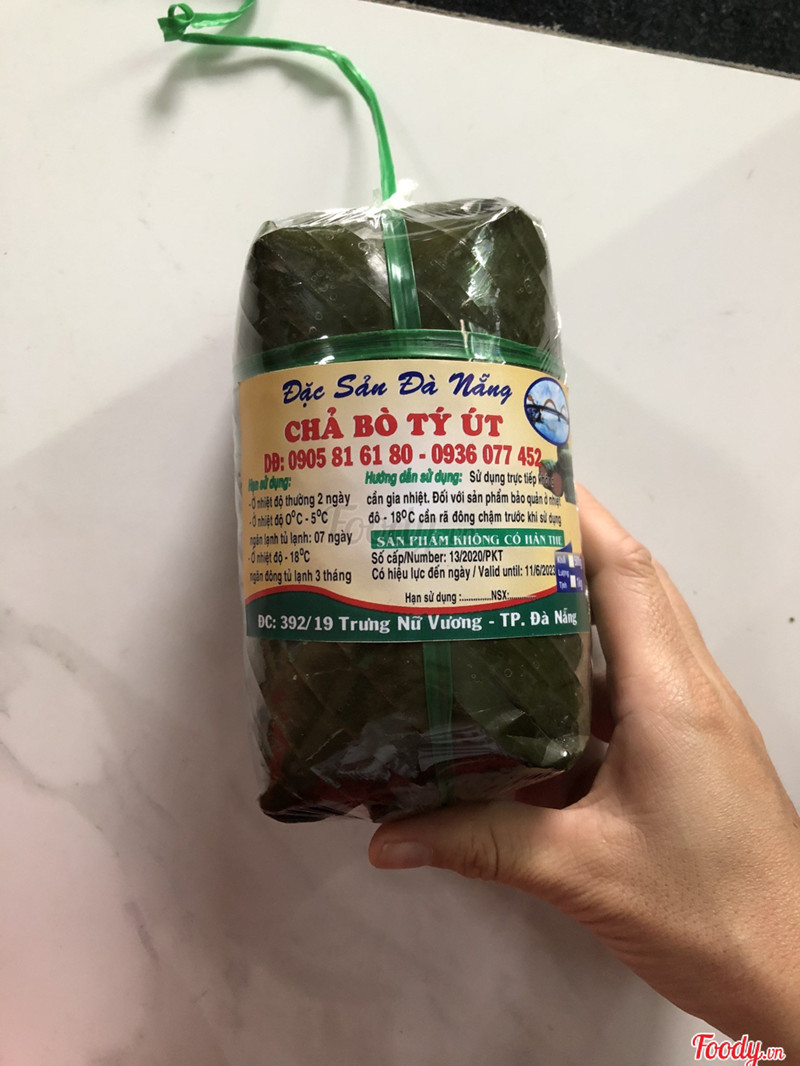 Đặc Sản Đà Nẵng
CHẢ BÒ TÝ ÚT
DĐ: 0905 81 61 80 - 0936 077 452
Hạn sử dụng:
- Ở nhiệt độ thường 2 ngày
- Ở nhiệt độ 0°C - 5°C
ngăn lạnh tủ lạnh: 07 ngày
- Ở nhiệt độ - 18°C
ngăn đông tủ lạnh 3 tháng
Hướng dẫn sử dụng: Sử dụng trực tiếp
cần gia nhiệt. Đối với sản phẩm bảo quản ở nhiệt
độ - 18°C cần rã đông chậm trước khi sử dụng
SẢN PHẨM KHÔNG CÓ HÀN THE
Số cấp/Number: 13/2020/PKT
Có hiệu lực đến ngày / Valid until: 11/6/2023
Hạn sử dụng :.............NSX:..........
ĐC: 392/19 Trưng Nữ Vương - TP. Đà Nẵng
Foody.vn